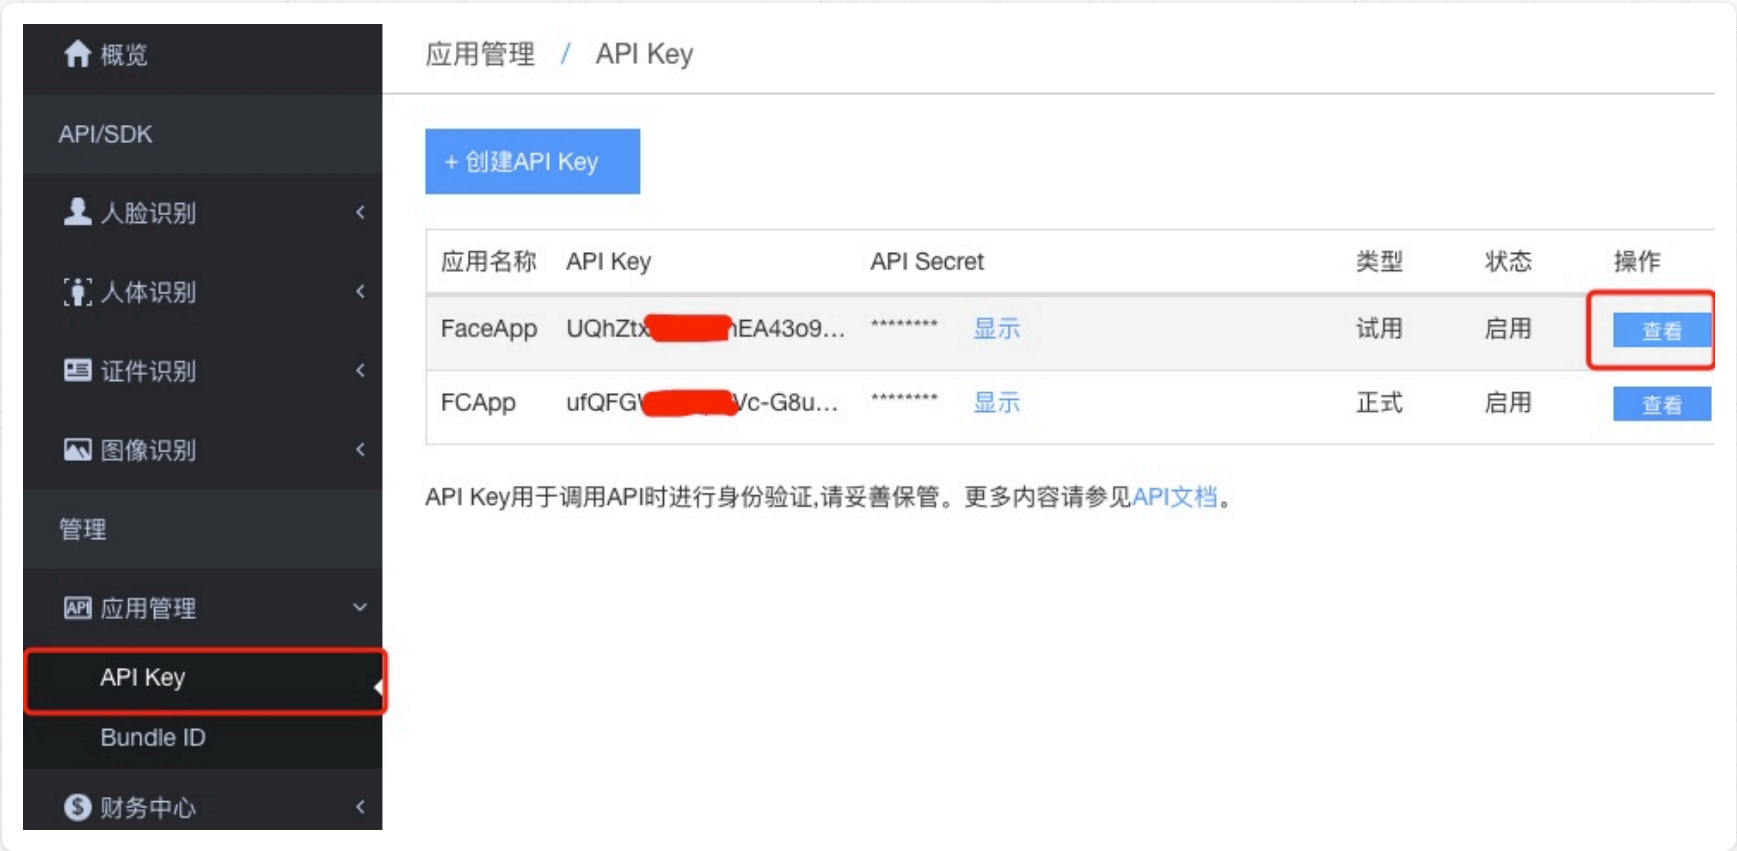 概览
API/SDK
人脸识别
人体识别
证件识别
图像识别
管理
API 应用管理
API Key
Bundle ID
财务中心
应用管理 / API Key
+ 创建API Key
应用名称 API Key API Secret 类型 状态 操作
FaceApp UQhZtx EA43o9... ******** 显示 试用 启用 查看
FCApp ufQFG Vc-G8u... ******** 显示 正式 启用 查看
API Key用于调用API时进行身份验证,请妥善保管。更多内容请参见API文档。